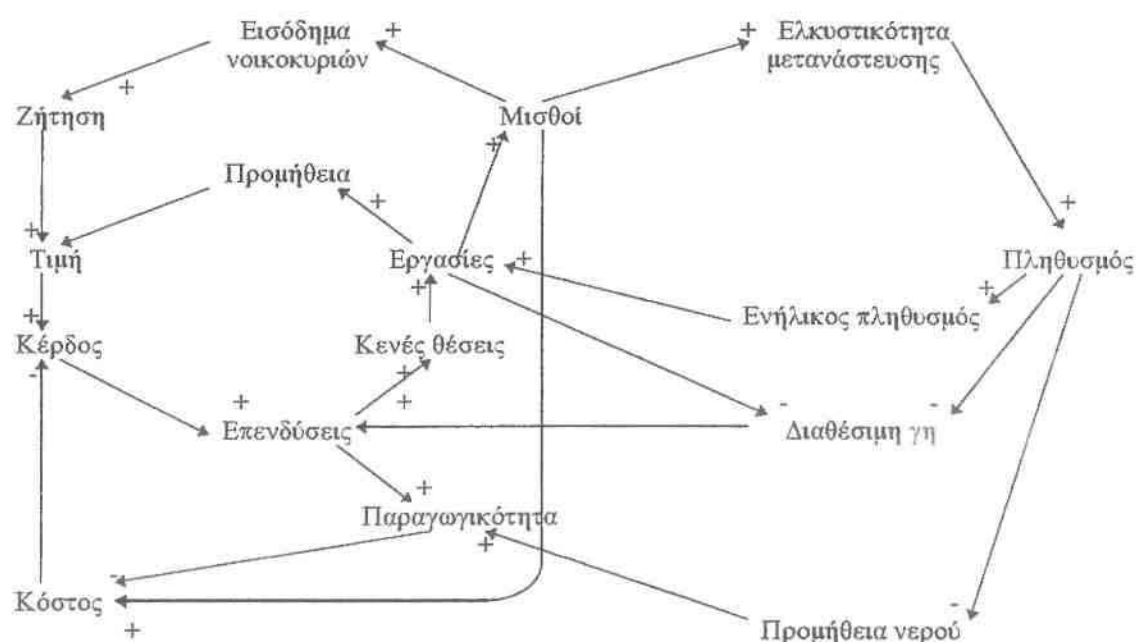 Εισόδημα
νοικοκυριών
Ελκυστικότητα
μετανάστευσης
Ζήτηση
Μισθοί
Προμήθεια
Τιμή
Εργασίες
Πληθυσμός
Ενήλικος πληθυσμός
Κέρδος
Κενές θέσεις
Επενδύσεις
Διαθέσιμη γη
Παραγωγικότητα
Κόστος
Προμήθεια νερού